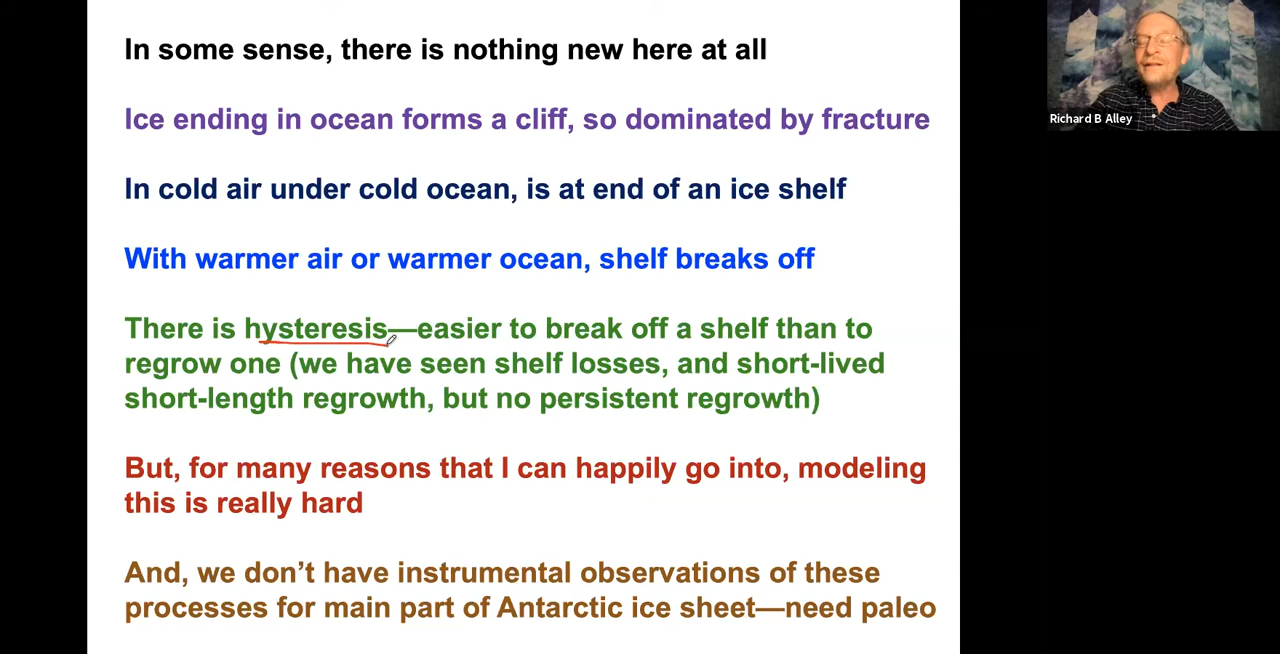 In some sense, there is nothing new here at all
Ice ending in ocean forms a cliff, so dominated by fracture
In cold air under cold ocean, is at end of an ice shelf
With warmer air or warmer ocean, shelf breaks off
There is hysteresis—easier to break off a shelf than to
regrow one (we have seen shelf losses, and short-lived
short-length regrowth, but no persistent regrowth)
But, for many reasons that I can happily go into, modeling
this is really hard
And, we don’t have instrumental observations of these
processes for main part of Antarctic ice sheet—need paleo
Richard B Alley